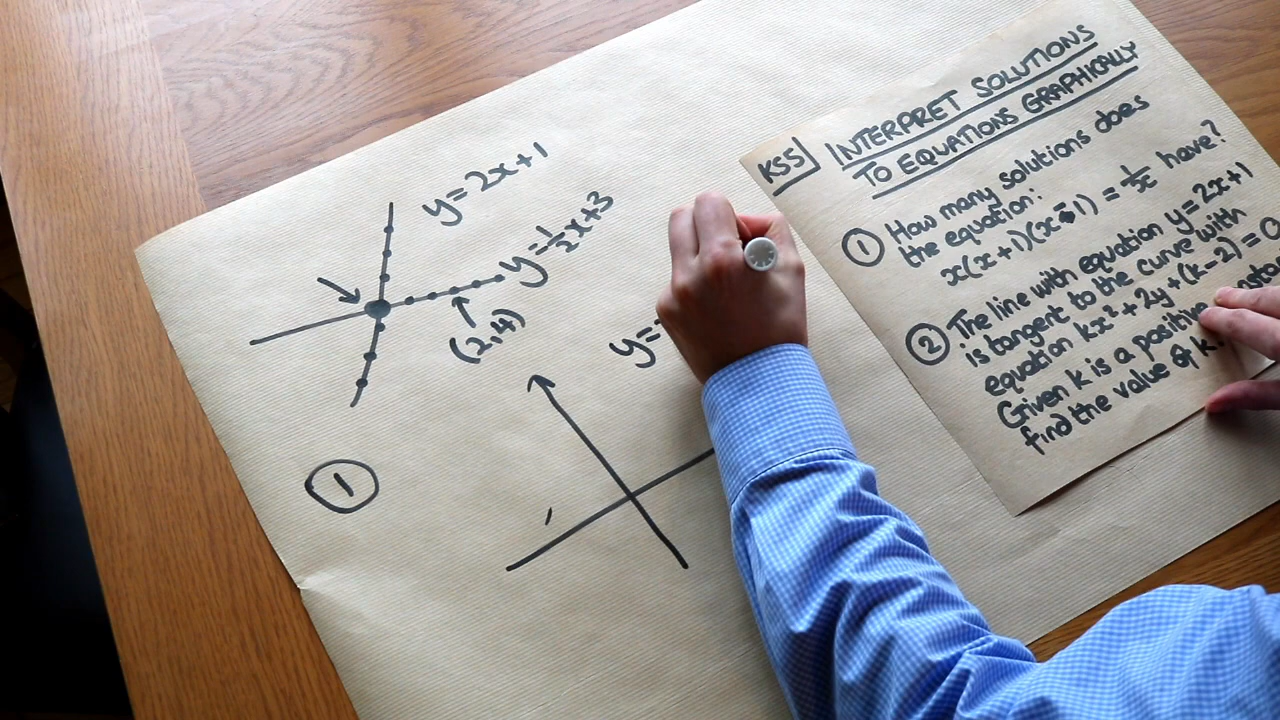 y=2x+1
y=-½x+3
(2,4)
y=
①
KS5
INTERPRET SOLUTIONS
TO EQUATIONS GRAPHICALLY
① How many solutions does
the equation:
x(x+1)(x-1) = 1/x have?
② The line with equation y=2x+1
is tangent to the curve with
equation kx²+2y+(k-2)=0
Given k is a positive
find the value of k.